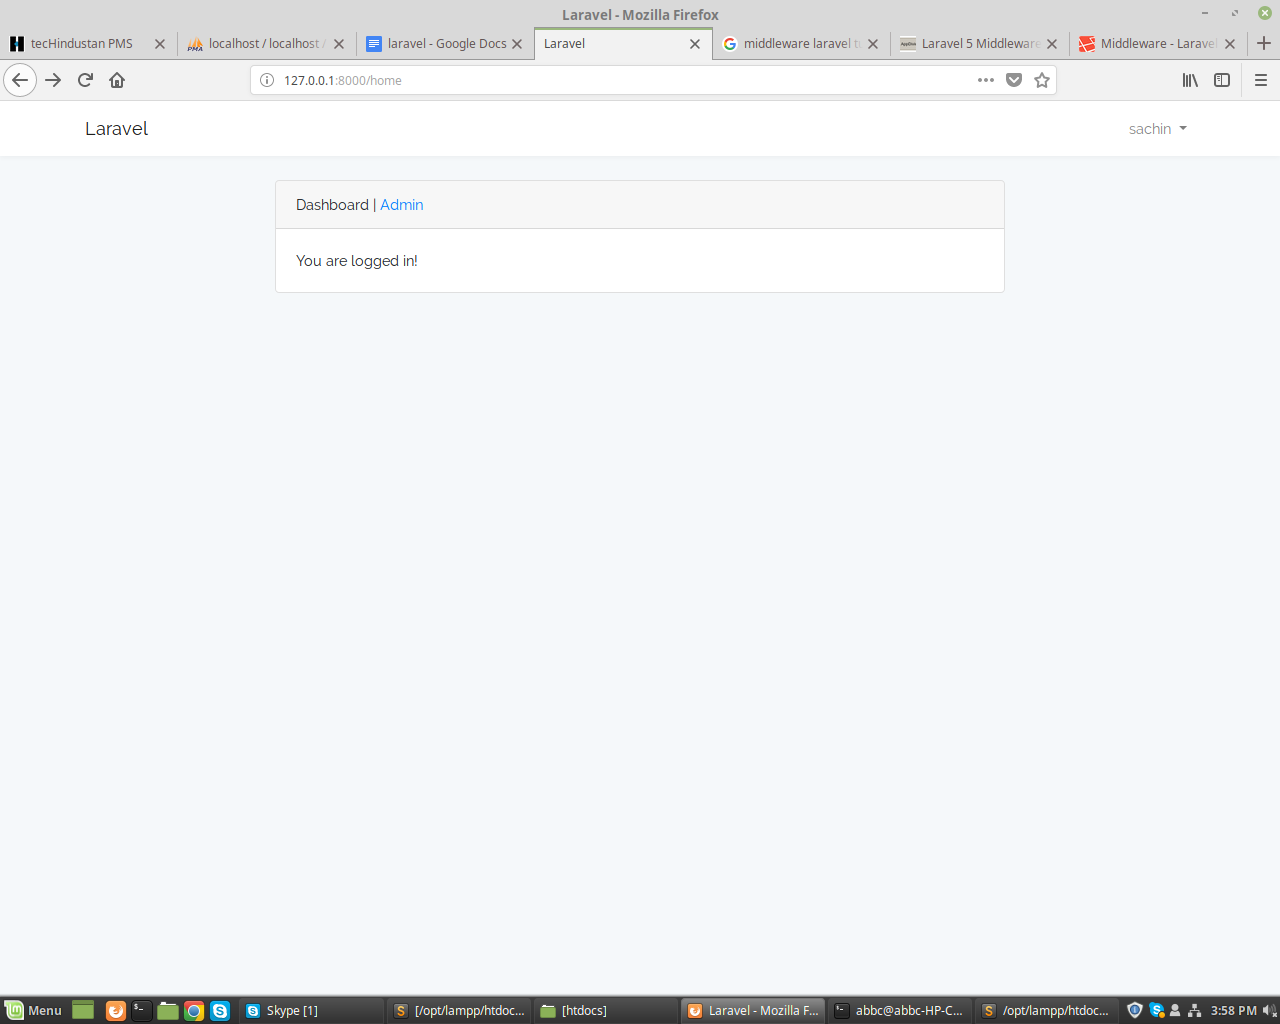 Laravel - Mozilla Firefox
tecHindustan PMS
localhost / localhost /
laravel - Google Docs
Laravel
middleware laravel tu
Laravel 5 Middleware
Middleware - Laravel
127.0.0.1:8000/home
Laravel
sachin
Dashboard | Admin
You are logged in!
Menu
Skype [1]
[/opt/lampp/htdoc...
[htdocs]
Laravel - Mozilla F...
abbc@abbc-HP-C...
/opt/lampp/htdoc...
3:58 PM